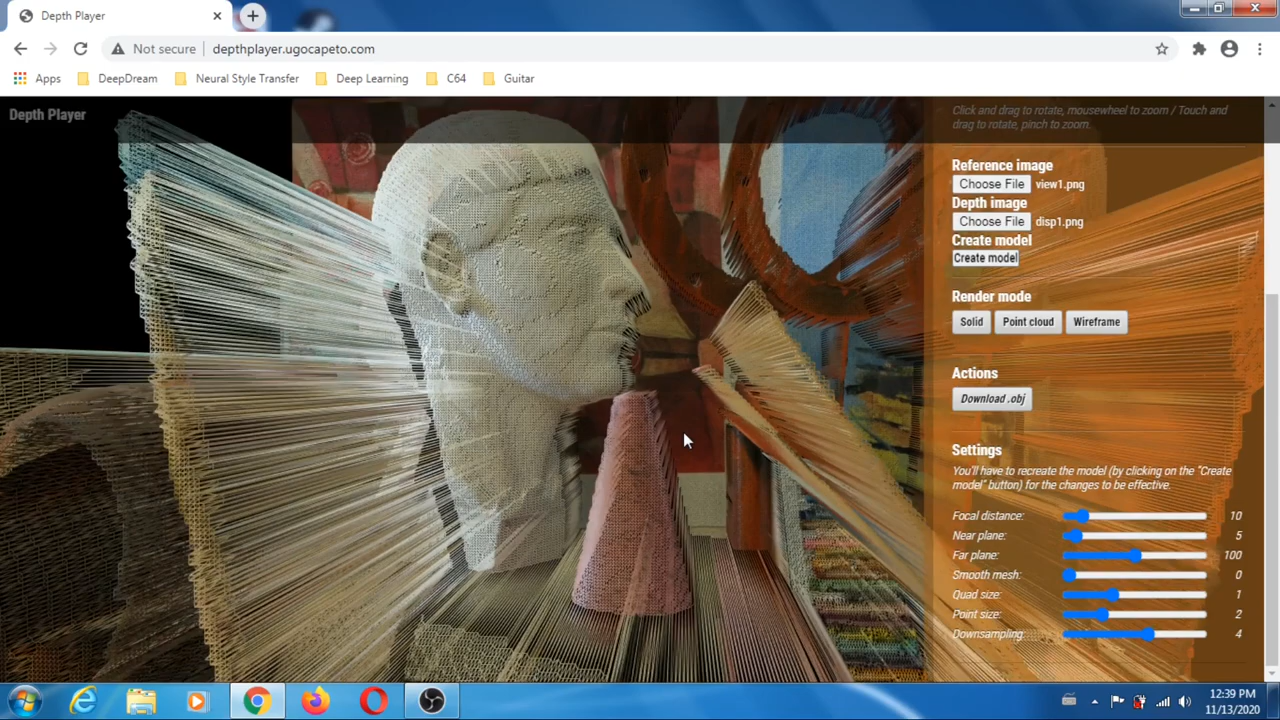 Depth Player
Not secure
depthplayer.ugocapeto.com
Apps
DeepDream
Neural Style Transfer
Deep Learning
C64
Guitar
Depth Player
Click and drag to rotate, mousewheel to zoom / Touch and
drag to rotate, pinch to zoom.
Reference image
Choose File view1.png
Depth image
Choose File disp1.png
Create model
Create model
Render mode
Solid Point cloud Wireframe
Actions
Download .obj
Settings
You'll have to recreate the model (by clicking on the "Create
model" button) for the changes to be effective.
Focal distance: 10
Near plane: 5
Far plane: 100
Smooth mesh: 0
Quad size: 1
Point size: 2
Downsampling: 4
12:39 PM
11/13/2020